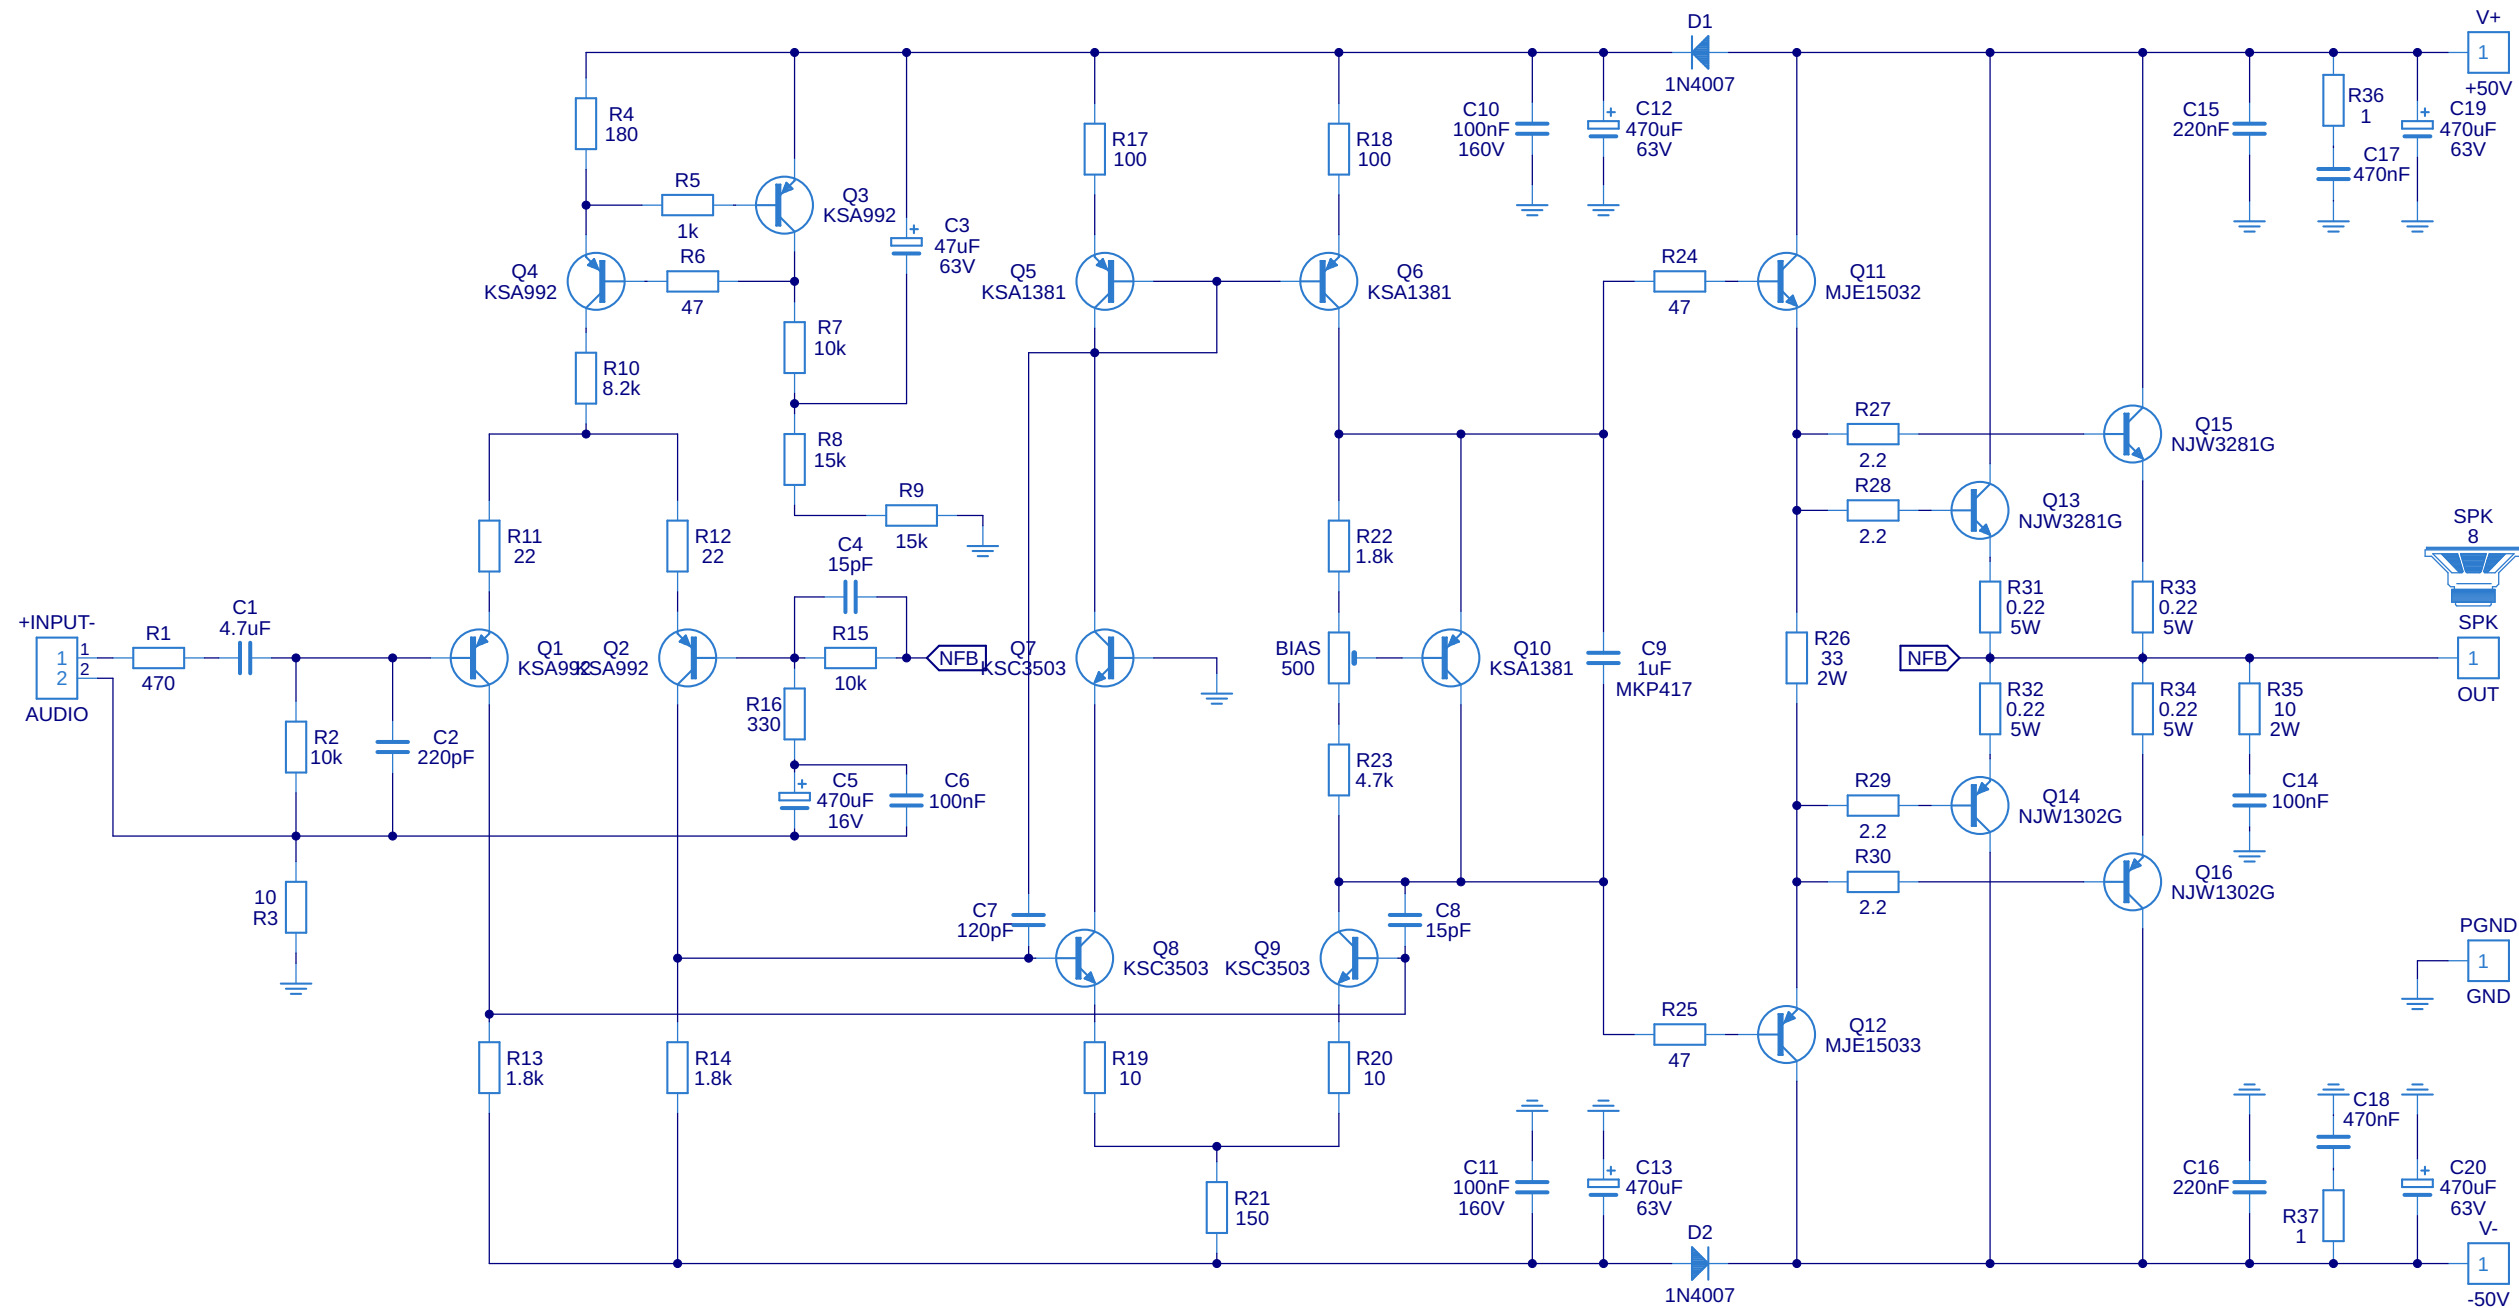 D1
1N4007
V+
1
+50V
R4
180
R5
1k
Q3
KSA992
R6
47
Q4
KSA992
C3
47uF
63V
+
R7
10k
R10
8.2k
R8
15k
R9
15k
R17
100
R18
100
Q5
KSA1381
Q6
KSA1381
C10
100nF
160V
+
C12
470uF
63V
C15
220nF
R36
1
C17
470nF
+
C19
470uF
63V
R24
47
Q11
MJE15032
R27
2.2
R28
2.2
Q15
NJW3281G
Q13
NJW3281G
SPK
8
R11
22
R12
22
C4
15pF
R15
10k
NFB
+INPUT-
1
2
1
2
AUDIO
R1
470
C1
4.7uF
Q1
KSA992
Q2
KSA992
Q7
KSC3503
R2
10k
C2
220pF
R16
330
+
C5
470uF
16V
C6
100nF
10
R3
R22
1.8k
BIAS
500
R23
4.7k
Q10
KSA1381
C9
1uF
MKP417
R26
33
2W
NFB
R31
0.22
5W
R33
0.22
5W
R32
0.22
5W
R34
0.22
5W
R35
10
2W
SPK
1
OUT
R29
2.2
R30
2.2
Q14
NJW1302G
Q16
NJW1302G
C14
100nF
C7
120pF
Q8
KSC3503
Q9
KSC3503
C8
15pF
PGND
1
GND
R25
47
Q12
MJE15033
R13
1.8k
R14
1.8k
R19
10
R20
10
R21
150
C11
100nF
160V
+
C13
470uF
63V
D2
1N4007
C16
220nF
C18
470nF
R37
1
+
C20
470uF
63V
V-
1
-50V